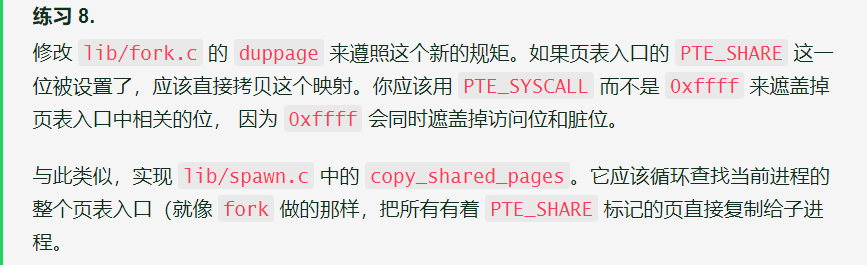 练习 8.
修改 lib/fork.c 的 duppage 来遵照这个新的规矩。如果页表入口的 PTE_SHARE 这一
位被设置了，应该直接拷贝这个映射。你应该用 PTE_SYSCALL 而不是 0xffff 来遮盖掉
页表入口中相关的位， 因为 0xffff 会同时遮盖掉访问位和脏位。
与此类似，实现 lib/spawn.c 中的 copy_shared_pages。它应该循环查找当前进程的
整个页表入口（就像 fork 做的那样，把所有有着 PTE_SHARE 标记的页直接复制给子进
程。